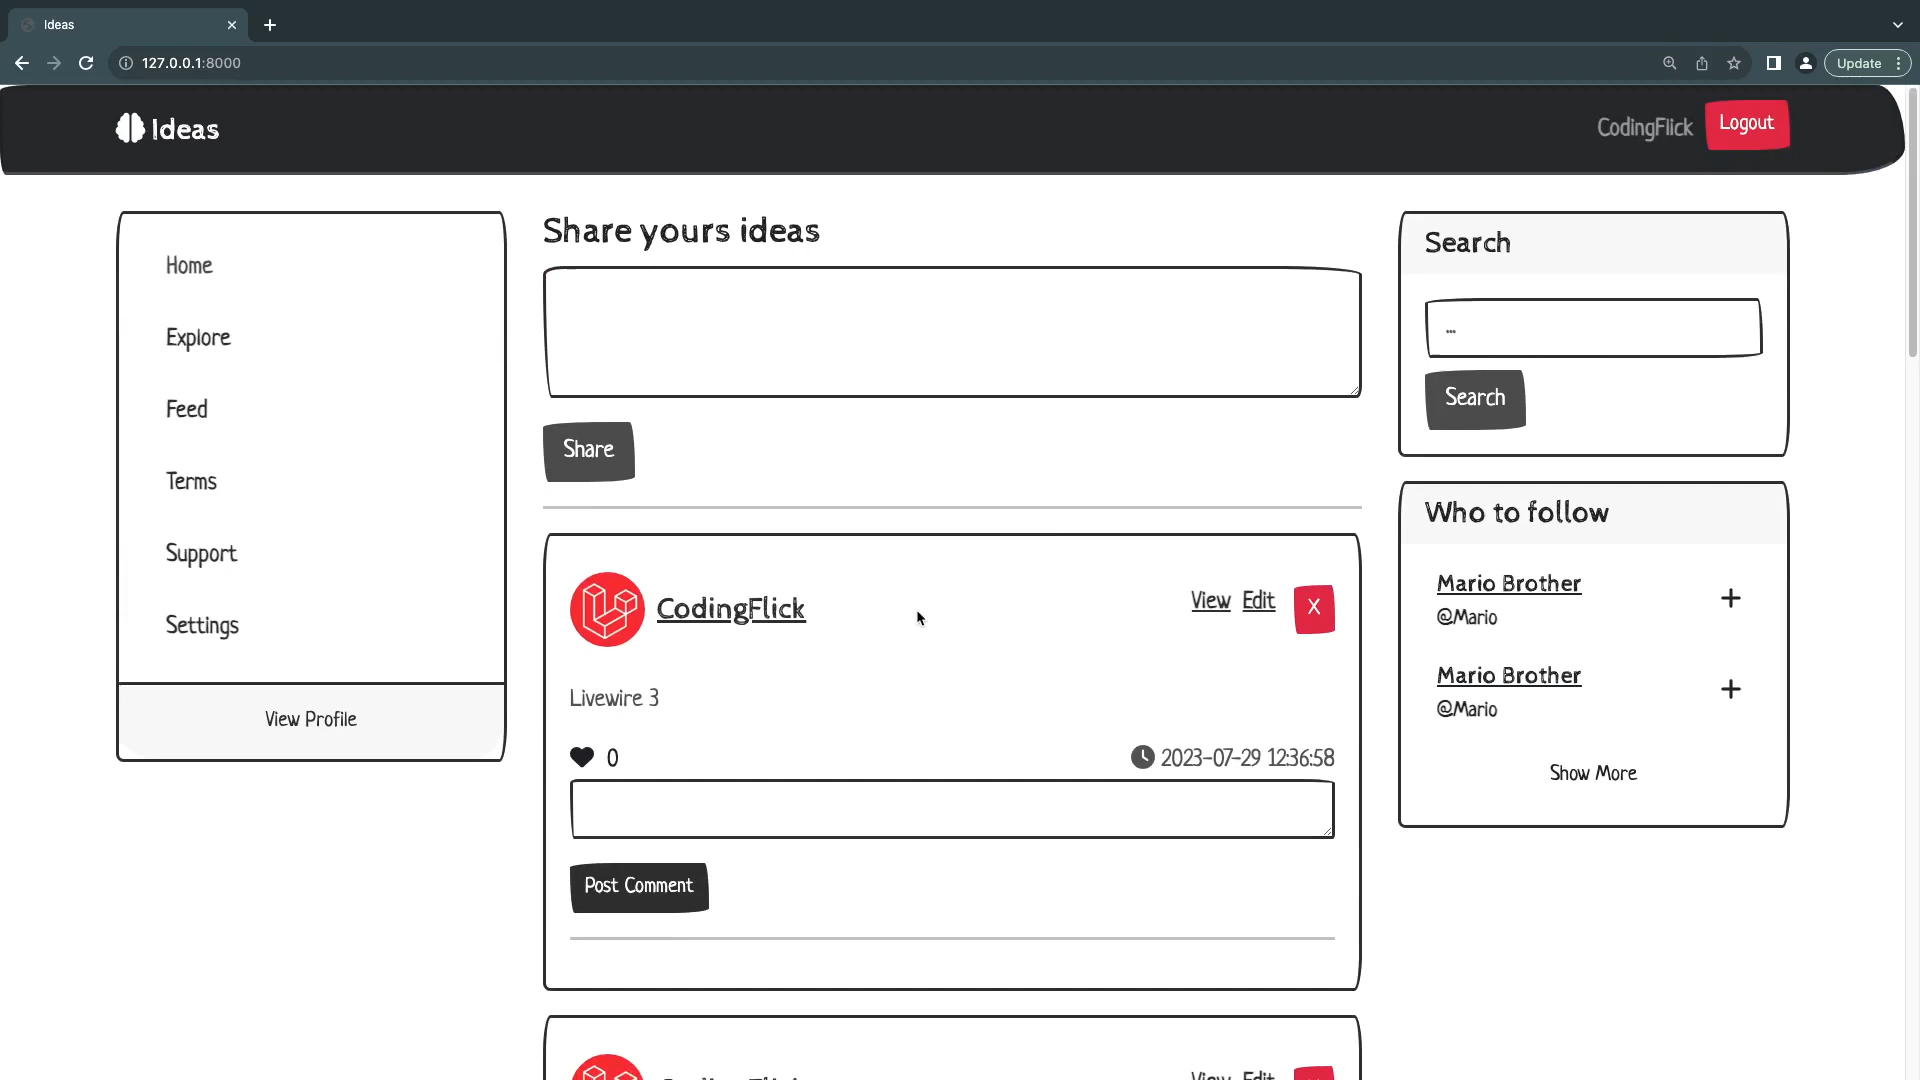 Ideas
127.0.0.1:8000
Update
Ideas
CodingFlick
Logout
Home
Explore
Feed
Terms
Support
Settings
View Profile
Share yours ideas
Share
CodingFlick
View Edit
X
Livewire 3
0
2023-07-29 12:36:58
Post Comment
View Edit
Search
...
Search
Who to follow
Mario Brother
@Mario
Mario Brother
@Mario
Show More